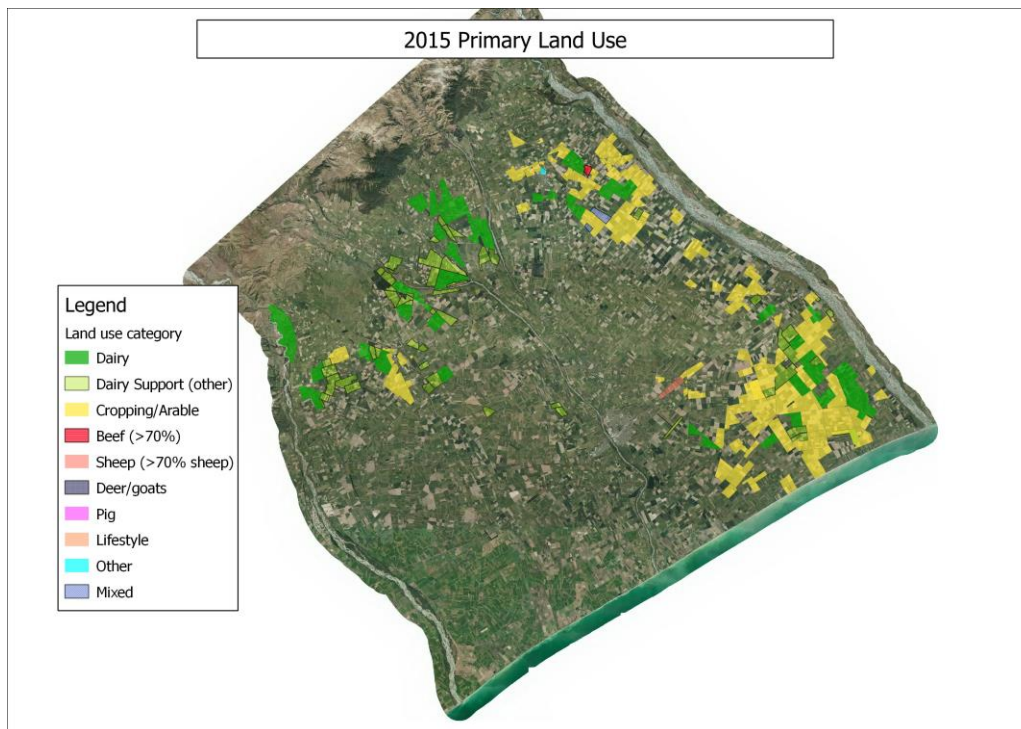 2015 Primary Land Use
Legend
Land use category
Dairy
Dairy Support (other)
Cropping/Arable
Beef (>70%)
Sheep (>70% sheep)
Deer/goats
Pig
Lifestyle
Other
Mixed